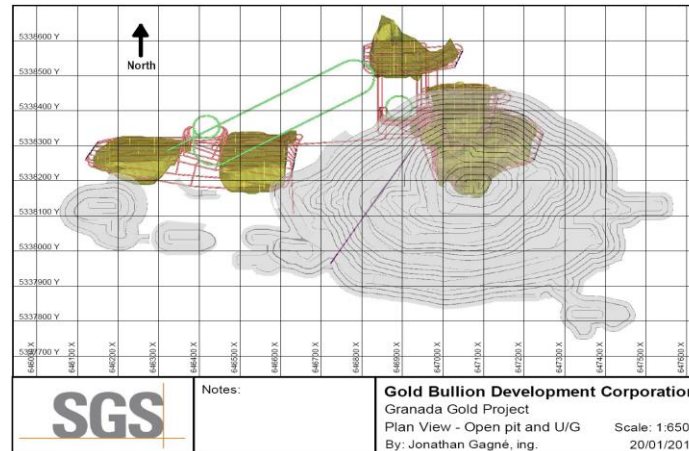 5338600 Y
North
5338500 Y
5338400 Y
5338300 Y
5338200 Y
5338100 Y
5338000 Y
5337900 Y
5337800 Y
5337700 Y
646000 X
646100 X
646200 X
646300 X
646400 X
646500 X
646600 X
646700 X
646800 X
646900 X
647000 X
647100 X
647200 X
647300 X
647400 X
647500 X
647600
SGS
Notes:
Gold Bullion Development Corporation
Granada Gold Project
Plan View - Open pit and U/G Scale: 1:650
By: Jonathan Gagné, ing. 20/01/201